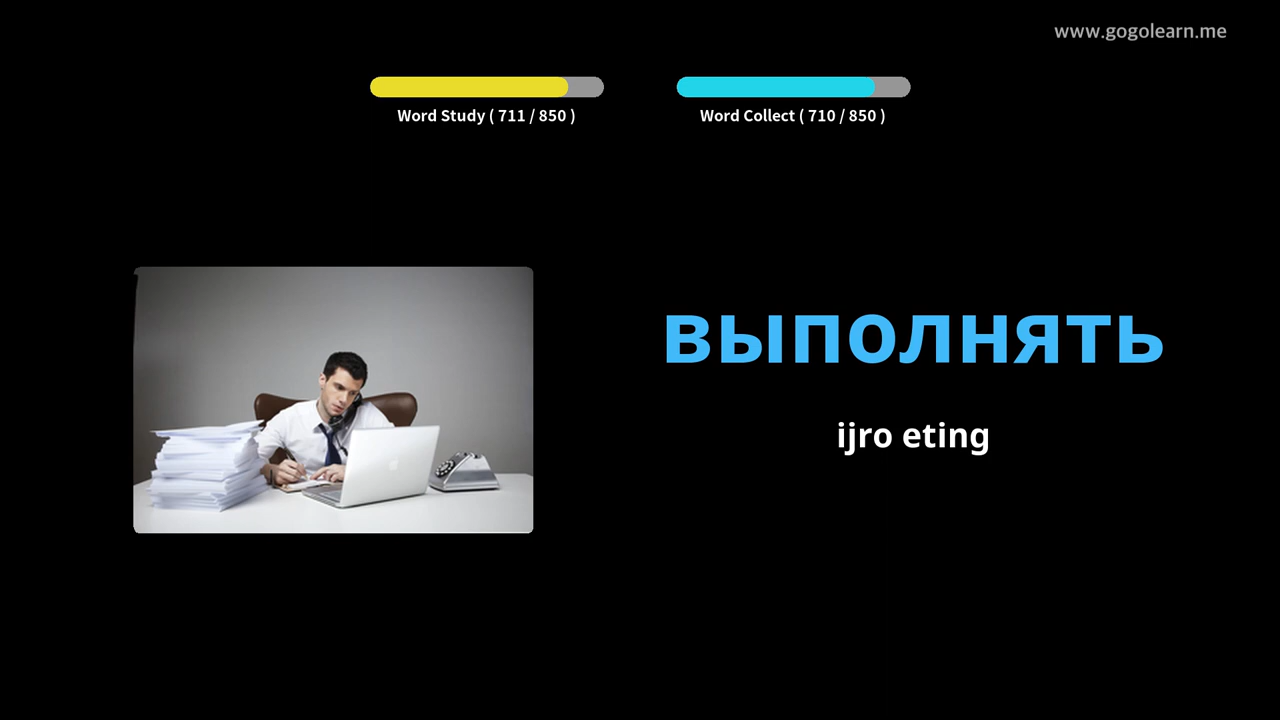 www.gogolearn.me
Word Study ( 711 / 850 )
Word Collect ( 710 / 850 )
выполнять
ijro eting